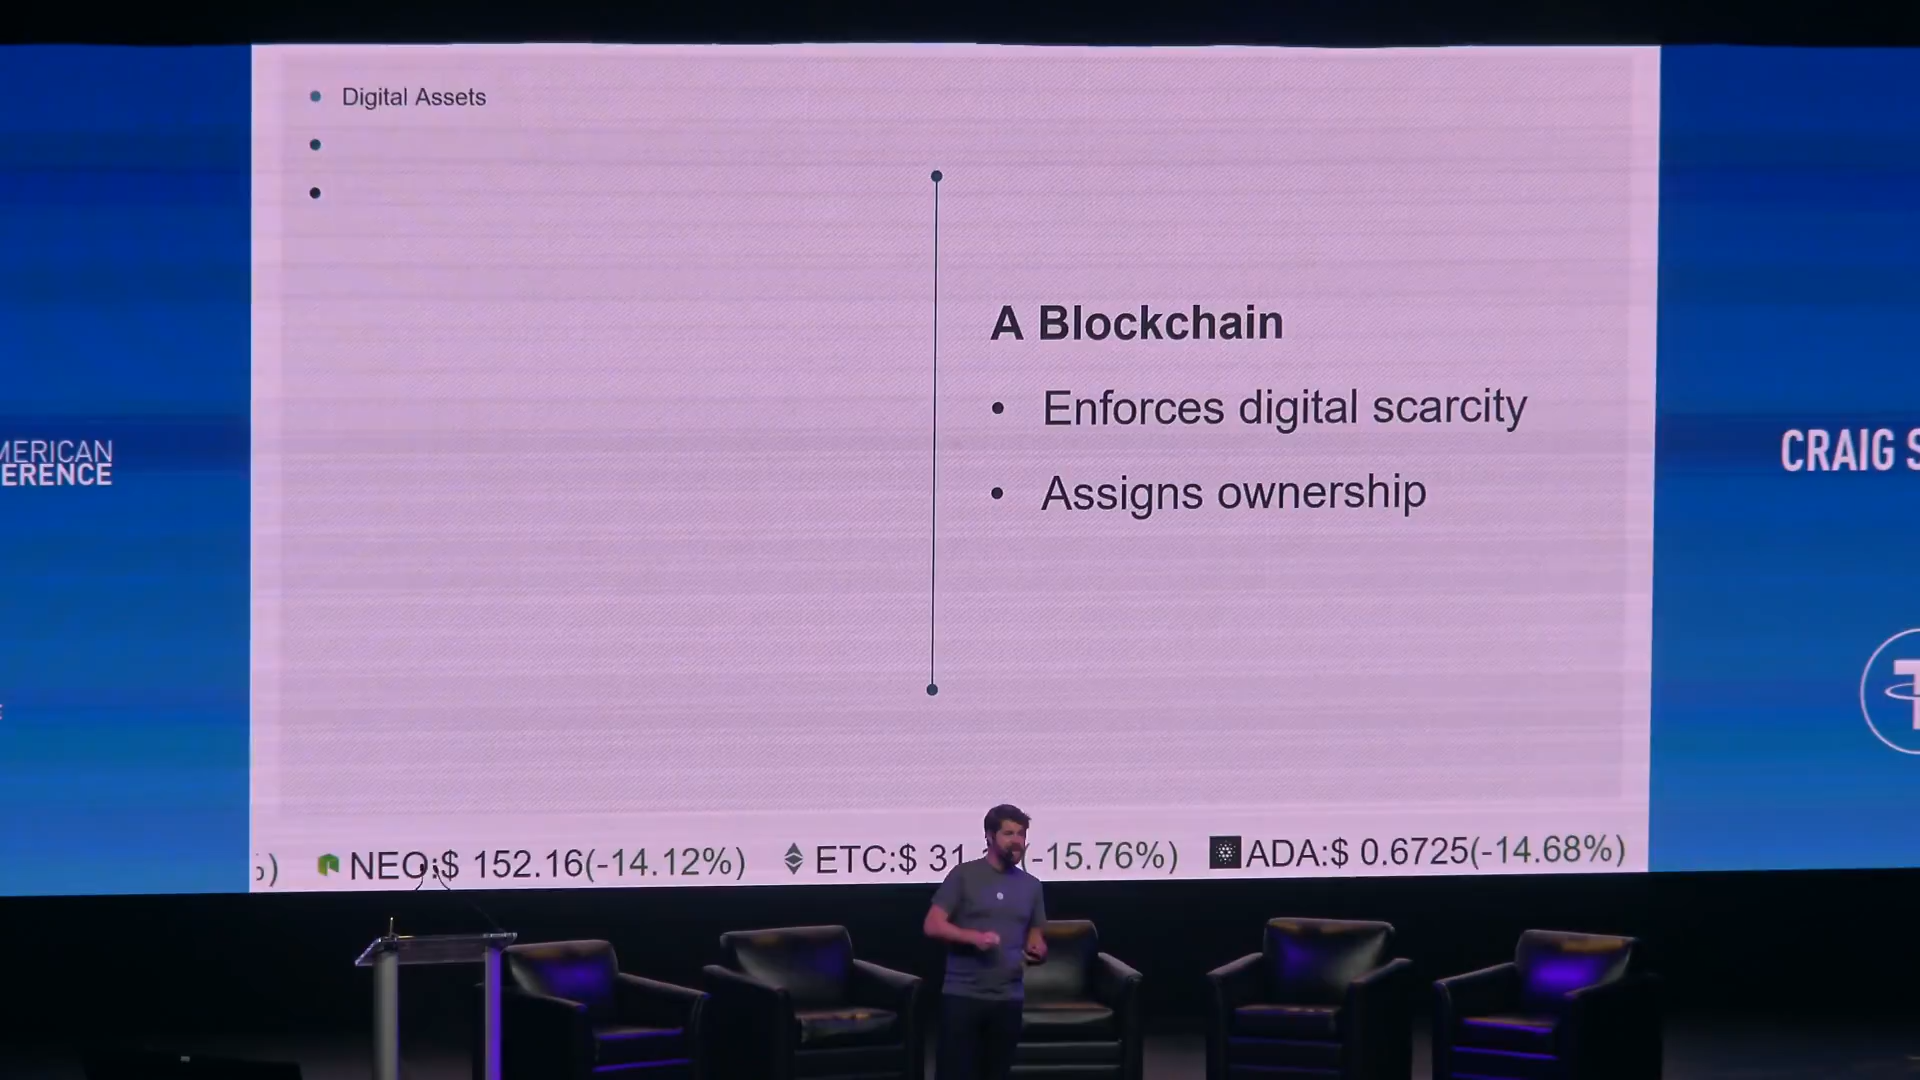 Digital Assets
A Blockchain
Enforces digital scarcity
Assigns ownership
MERICAN
ERENCE
CRAIG S
NEO:$ 152.16(-14.12%) ETC:$ 31. (-15.76%) ADA:$ 0.6725(-14.68%)